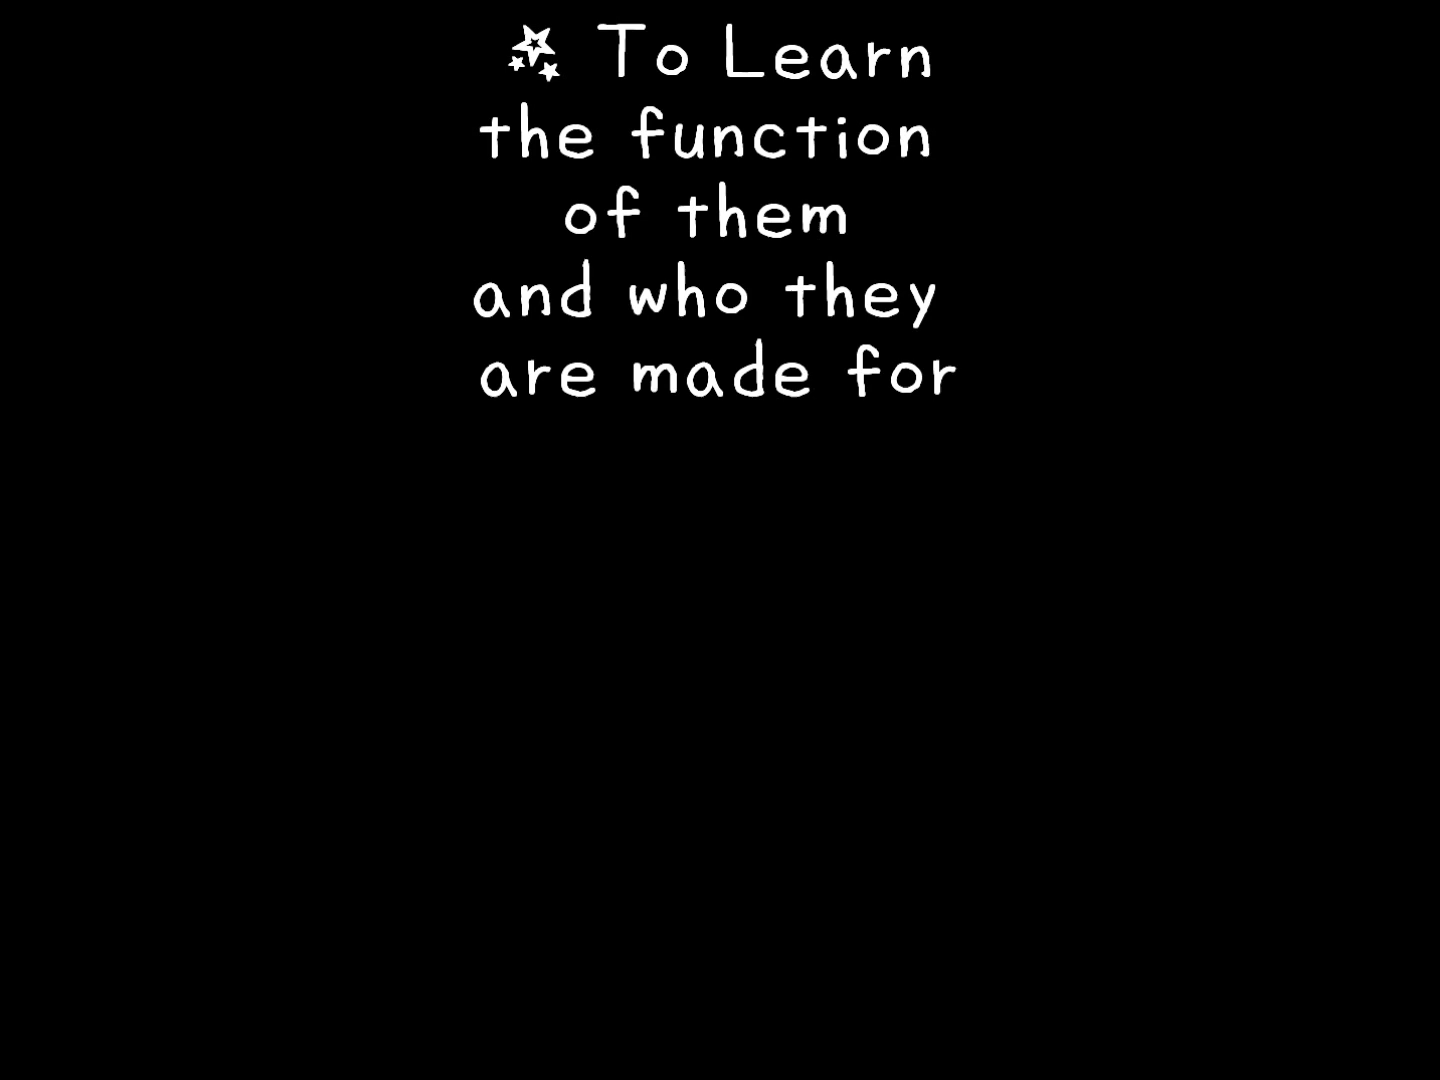 To Learn
the function
of them
and who they
are made for